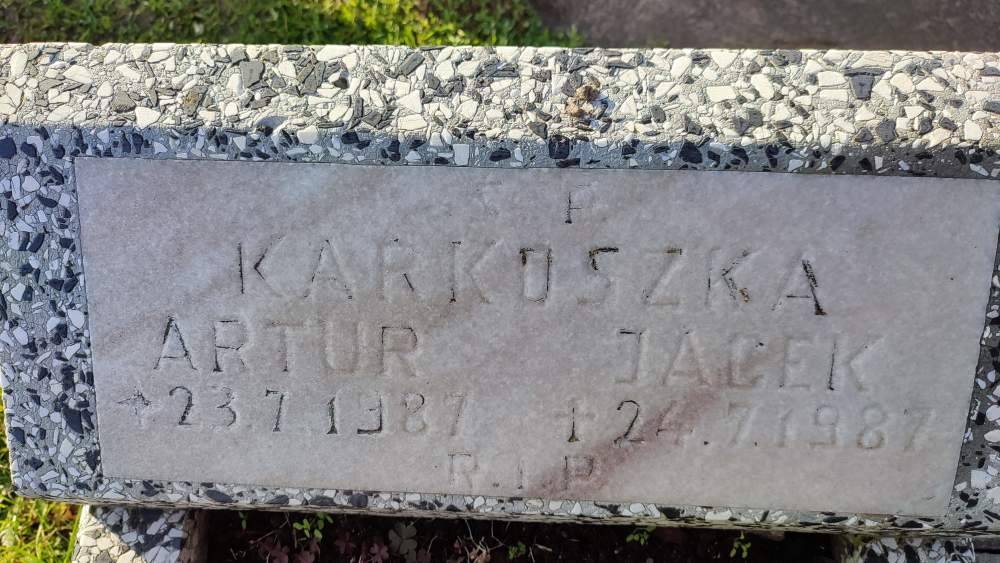 Ś P
KARKOSZKA
ARTUR JACEK
+23.7.1987 +24.7.1987
R.I.P